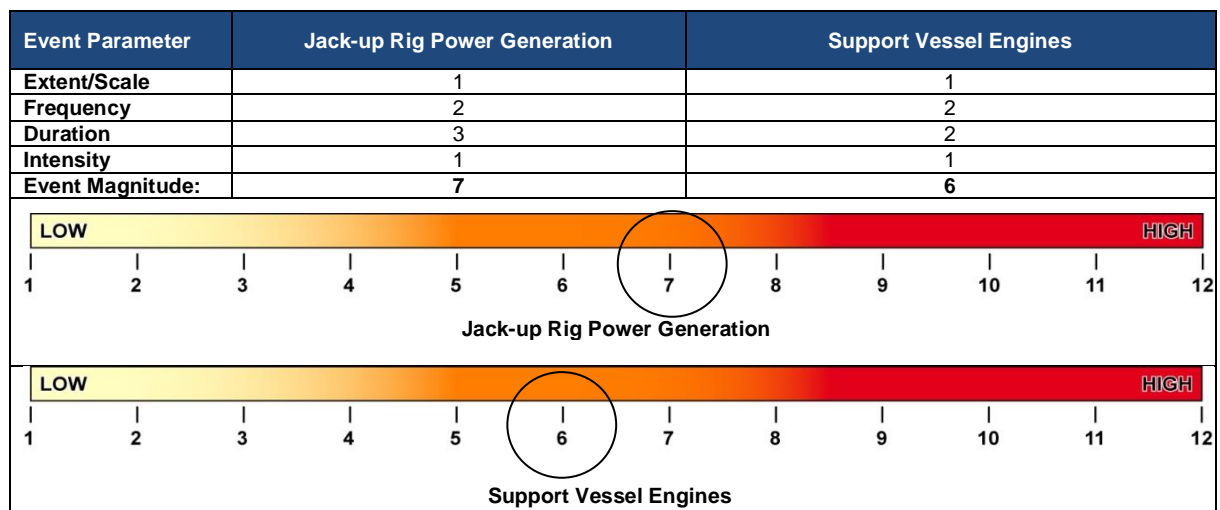 Event Parameter Jack-up Rig Power Generation Support Vessel Engines
Extent/Scale 1 1
Frequency 2 2
Duration 3 2
Intensity 1 1
Event Magnitude: 7 6
LOW HIGH
1 2 3 4 5 6 7 8 9 10 11 12
Jack-up Rig Power Generation
LOW HIGH
1 2 3 4 5 6 7 8 9 10 11 12
Support Vessel Engines